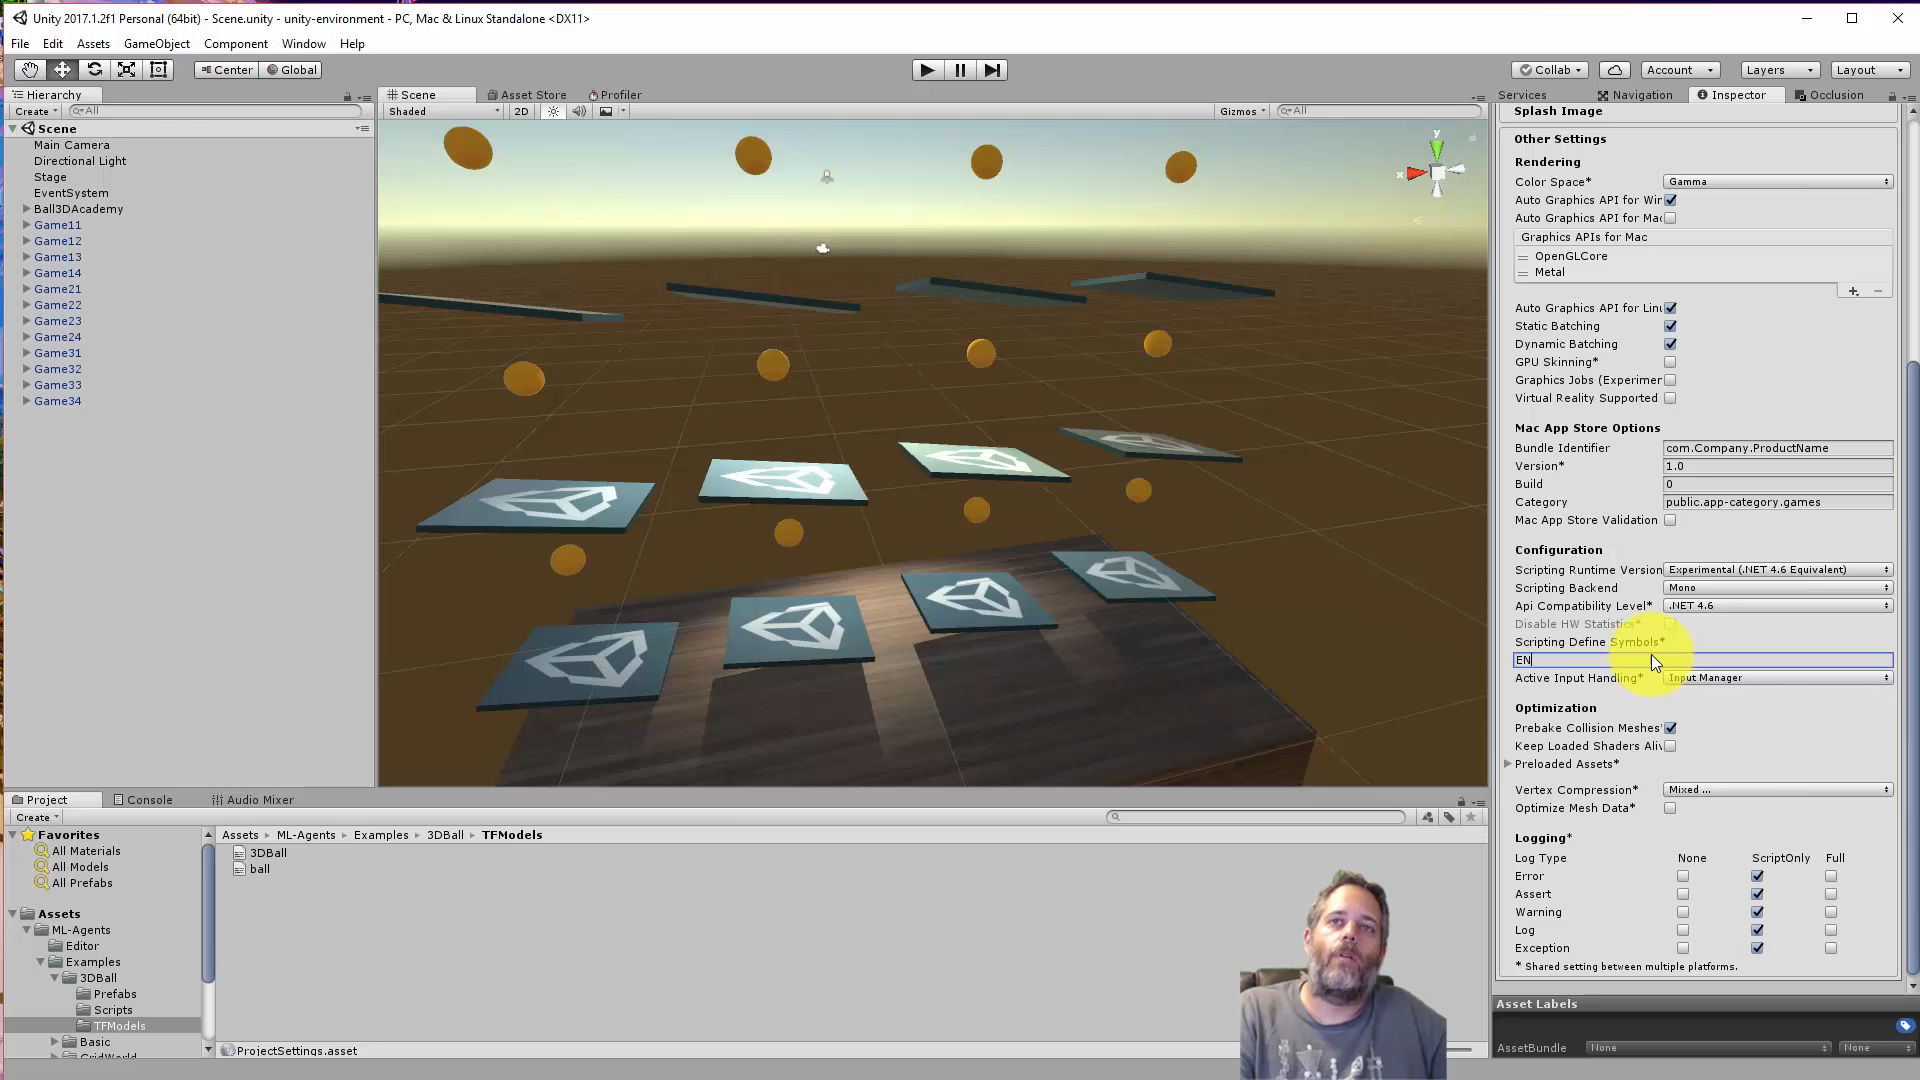 Unity 2017.1.2f1 Personal (64bit) - Scene.unity - unity-environment - PC, Mac & Linux Standalone <DX11>
File Edit Assets GameObject Component Window Help
Center Global Collab Account Layers Layout
Hierarchy
Create All
Scene
Main Camera
Directional Light
Stage
EventSystem
Ball3DAcademy
Game11
Game12
Game13
Game14
Game21
Game22
Game23
Game24
Game31
Game32
Game33
Game34
Scene Asset Store Profiler
Shaded 2D Gizmos All
y
x
Services Navigation Inspector Occlusion
Splash Image
Other Settings
Rendering
Color Space* Gamma
Auto Graphics API for Wir
Auto Graphics API for Mac
Graphics APIs for Mac
OpenGLCore
Metal
Auto Graphics API for Linu
Static Batching
Dynamic Batching
GPU Skinning*
Graphics Jobs (Experimer
Virtual Reality Supported
Mac App Store Options
Bundle Identifier com.Company.ProductName
Version* 1.0
Build 0
Category public.app-category.games
Mac App Store Validation
Configuration
Scripting Runtime Version Experimental (.NET 4.6 Equivalent)
Scripting Backend Mono
Api Compatibility Level* .NET 4.6
Disable HW Statistics*
Scripting Define Symbols*
EN
Active Input Handling* Input Manager
Optimization
Prebake Collision Meshes*
Keep Loaded Shaders Aliv
Preloaded Assets*
Vertex Compression* Mixed ...
Optimize Mesh Data*
Logging*
Log Type None ScriptOnly Full
Error
Assert
Warning
Log
Exception
* Shared setting between multiple platforms.
Asset Labels
AssetBundle None None
Project Console Audio Mixer
Create
Favorites
All Materials
All Models
All Prefabs
Assets
ML-Agents
Editor
Examples
3DBall
Prefabs
Scripts
TFModels
Basic
GridWorld
Assets ML-Agents Examples 3DBall TFModels
3DBall
ball
ProjectSettings.asset